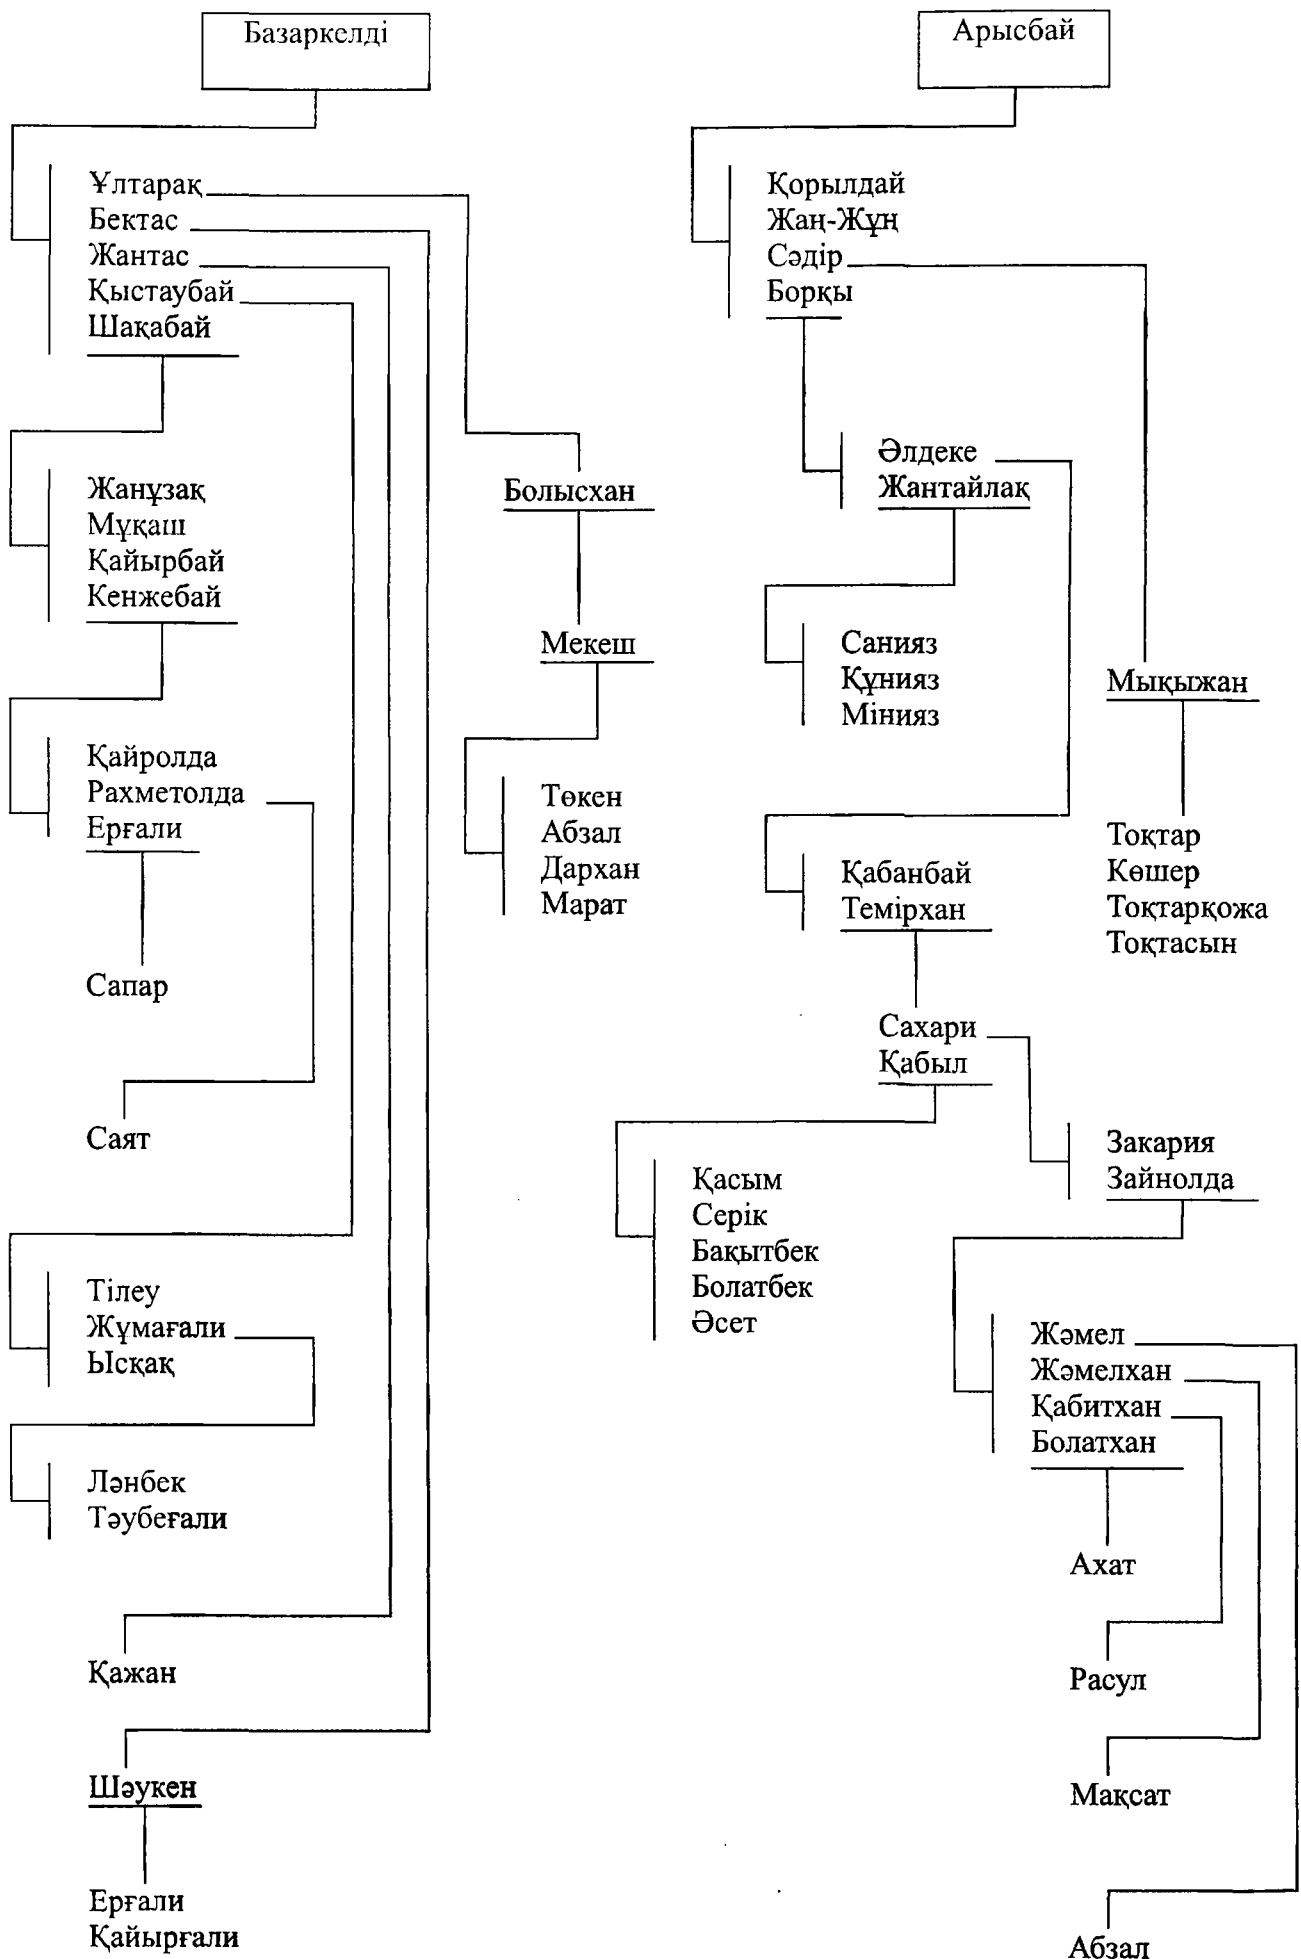 Базаркелді
Ұлтарақ
Бектас
Жантас
Қыстаубай
Шақабай
Жанұзақ
Мұқаш
Қайырбай
Кенжебай
Қайролда
Рахметолда
Ерғали
Сапар
Саят
Тілеу
Жұмағали
Ысқақ
Ләнбек
Тәубеғали
Қажан
Шәукен
Ерғали
Қайырғали
Болысхан
Мекеш
Төкен
Абзал
Дархан
Марат
Арысбай
Қорылдай
Жаң-Жұң
Сәдір
Борқы
Әлдеке
Жантайлақ
Санияз
Құнияз
Мінияз
Мықыжан
Тоқтар
Көшер
Тоқтарқожа
Тоқтасын
Қабанбай
Темірхан
Сахари
Қабыл
Қасым
Серік
Бақытбек
Болатбек
Әсет
Закария
Зайнолда
Жәмел
Жәмелхан
Қабитхан
Болатхан
Ахат
Расул
Мақсат
Абзал